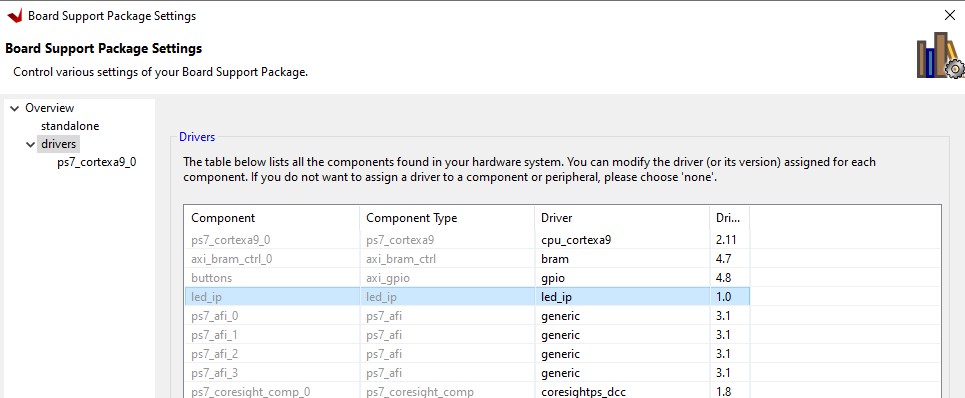 Board Support Package Settings
Board Support Package Settings
Control various settings of your Board Support Package.
Overview
standalone
drivers
ps7_cortexa9_0
Drivers
The table below lists all the components found in your hardware system. You can modify the driver (or its version) assigned for each
component. If you do not want to assign a driver to a component or peripheral, please choose 'none'.
Component Component Type Driver Dri...
ps7_cortexa9_0 ps7_cortexa9 cpu_cortexa9 2.11
axi_bram_ctrl_0 axi_bram_ctrl bram 4.7
buttons axi_gpio gpio 4.8
led_ip led_ip led_ip 1.0
ps7_afi_0 ps7_afi generic 3.1
ps7_afi_1 ps7_afi generic 3.1
ps7_afi_2 ps7_afi generic 3.1
ps7_afi_3 ps7_afi generic 3.1
ps7_coresight_comp_0 ps7_coresight_comp coresightps_dcc 1.8